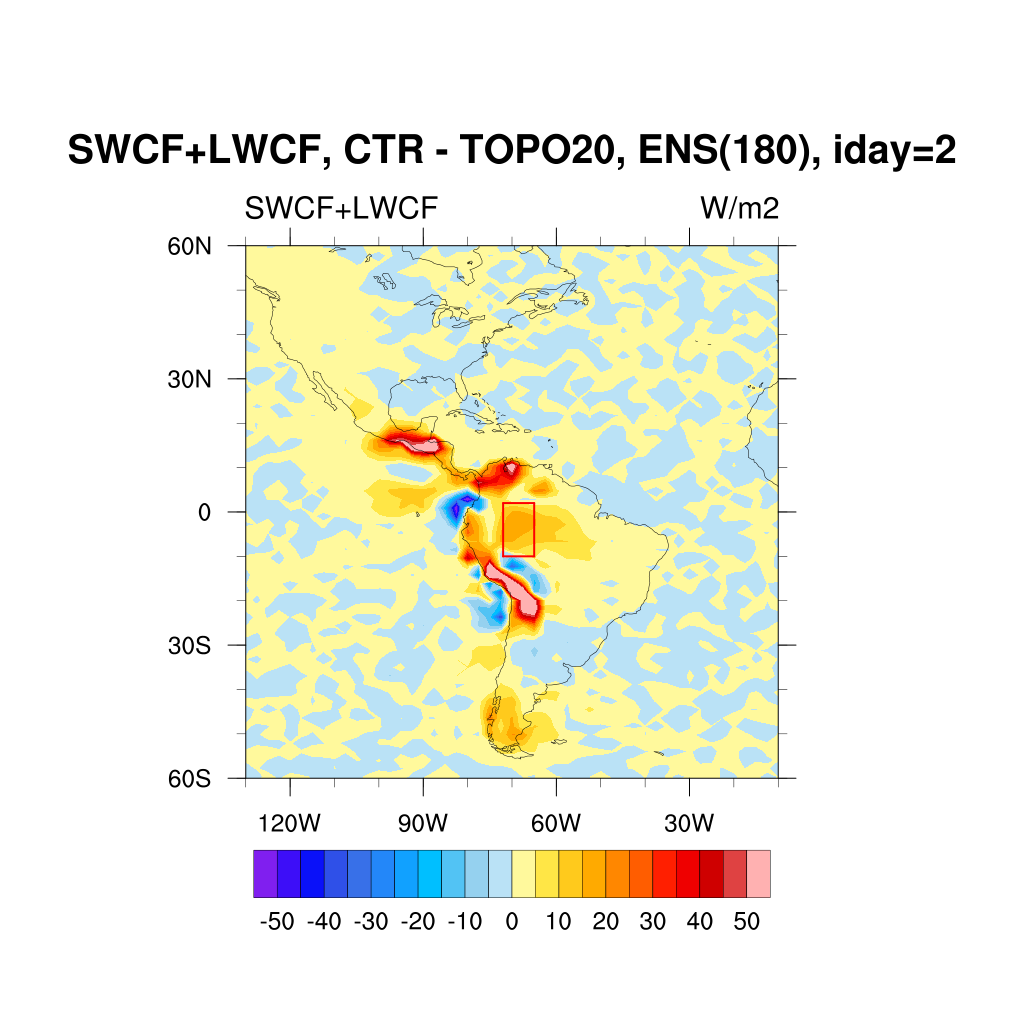 SWCF+LWCF, CTR - TOPO20, ENS(180), iday=2
SWCF+LWCF W/m2
60N
30N
0
30S
60S
120W 90W 60W 30W
-50 -40 -30 -20 -10 0 10 20 30 40 50